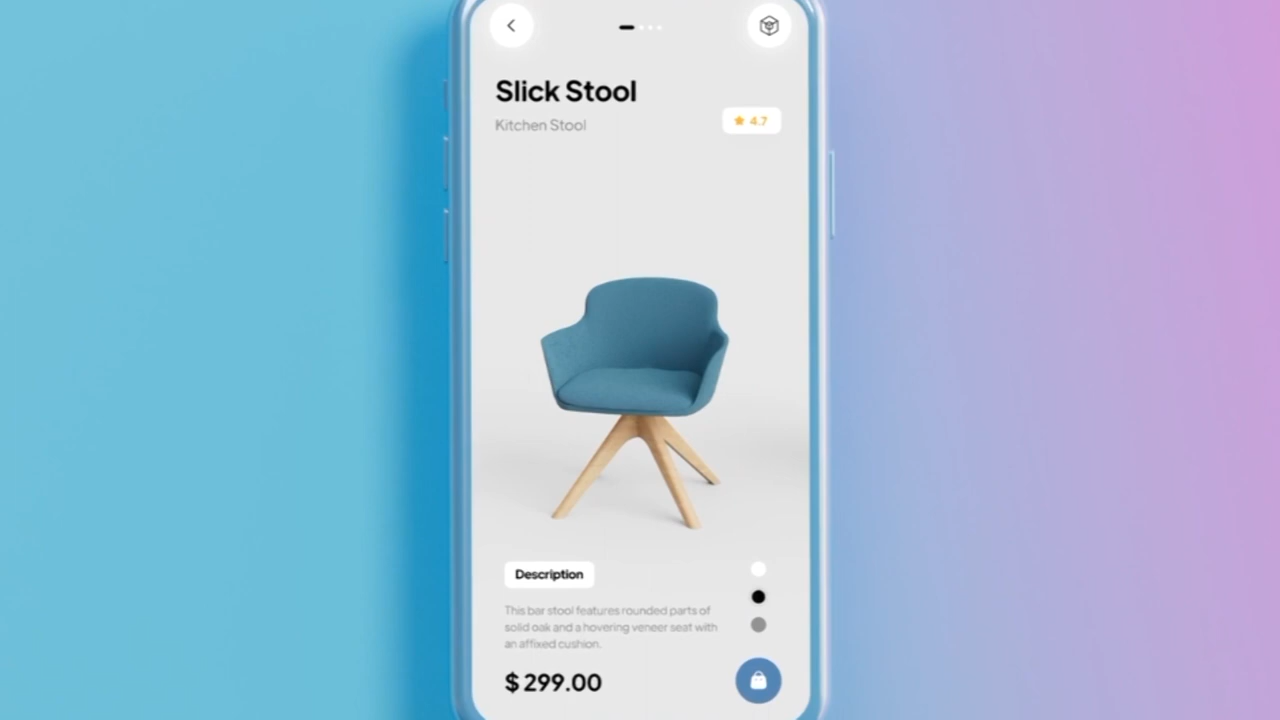 Slick Stool
Kitchen Stool
4.7
Description
This bar stool features rounded parts of
solid oak and a hovering veneer seat with
an affixed cushion.
$ 299.00